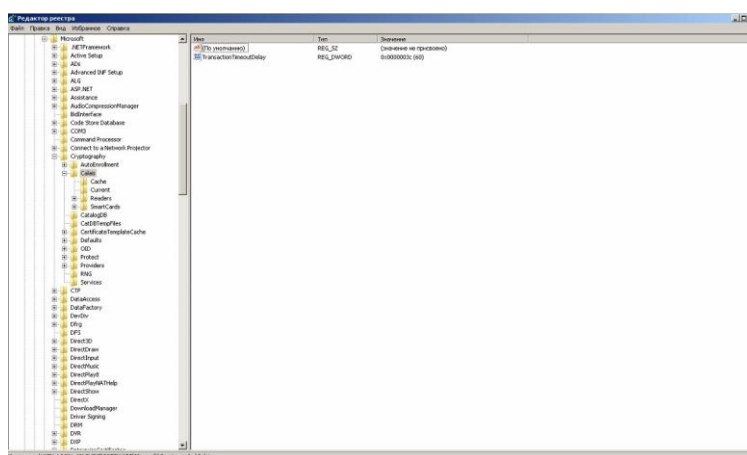 Редактор реестра
Файл Правка Вид Избранное Справка
Microsoft
.NETFramework
Active Setup
ADs
Advanced INF Setup
ALG
ASP.NET
Assistance
AudioCompressionManager
BidInterface
Code Store Database
COM3
Command Processor
Connect to a Network Projector
Cryptography
AutoEnrollment
Calais
Cache
Current
Readers
SmartCards
CatalogDB
CatDBTempFiles
CertificateTemplateCache
Defaults
OID
Protect
Providers
RNG
Services
CTF
DataAccess
DataFactory
DevDiv
Dfrg
DFS
Direct3D
DirectDraw
DirectInput
DirectMusic
DirectPlay8
DirectPlayNATHelp
DirectShow
DirectX
DownloadManager
Driver Signing
DRM
DVR
DXP
Имя Тип Значение
(По умолчанию) REG_SZ (значение не присвоено)
TransactionTimeoutDelay REG_DWORD 0x0000003c (60)